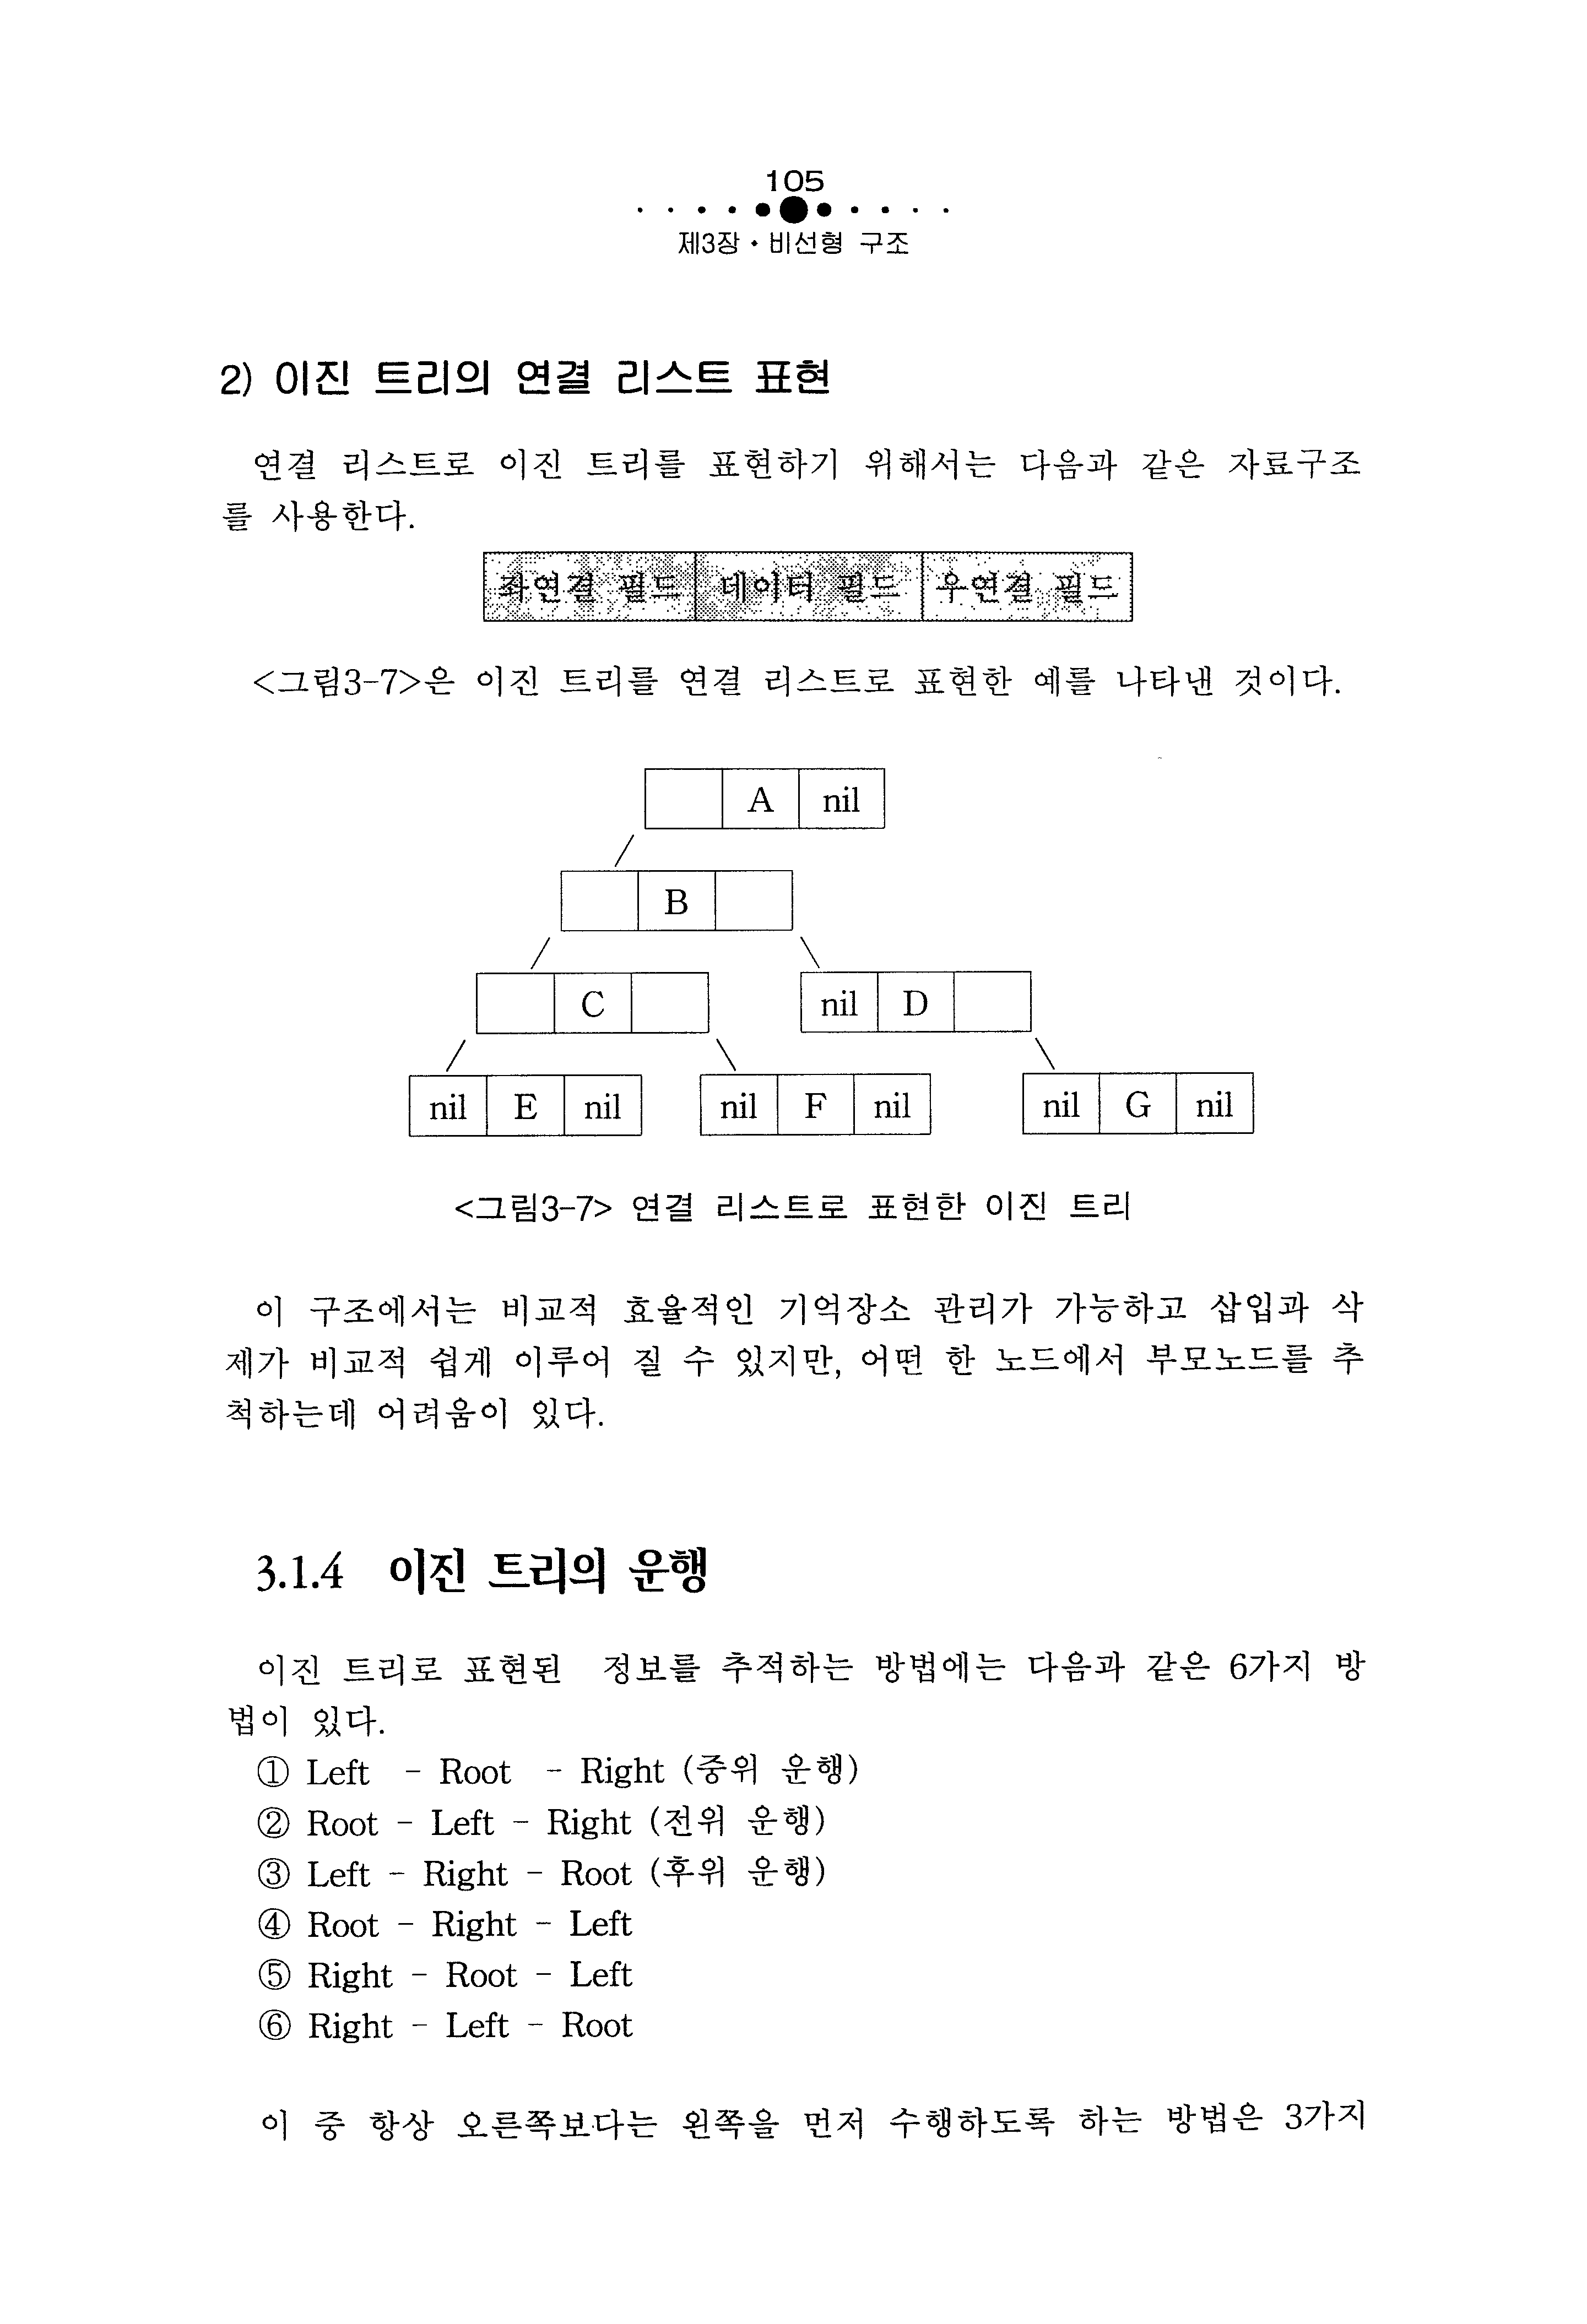 105
제3장 • 비선형 구조
2) 이진 트리의 연결 리스트 표현
연결 리스트로 이진 트리를 표현하기 위해서는 다음과 같은 자료구조
를 사용한다.
좌연결 필드 데이터 필드 우연결 필드
<그림3-7>은 이진 트리를 연결 리스트로 표현한 예를 나타낸 것이다.
A nil
B
C nil D
nil E nil nil F nil nil G nil
<그림3-7> 연결 리스트로 표현한 이진 트리
이 구조에서는 비교적 효율적인 기억장소 관리가 가능하고 삽입과 삭
제가 비교적 쉽게 이루어 질 수 있지만, 어떤 한 노드에서 부모노드를 추
척하는데 어려움이 있다.
3.1.4 이진 트리의 운행
이진 트리로 표현된 정보를 추적하는 방법에는 다음과 같은 6가지 방
법이 있다.
① Left - Root - Right (중위 운행)
② Root - Left - Right (전위 운행)
③ Left - Right - Root (후위 운행)
④ Root - Right - Left
⑤ Right - Root - Left
⑥ Right - Left - Root
이 중 항상 오른쪽보다는 왼쪽을 먼저 수행하도록 하는 방법은 3가지